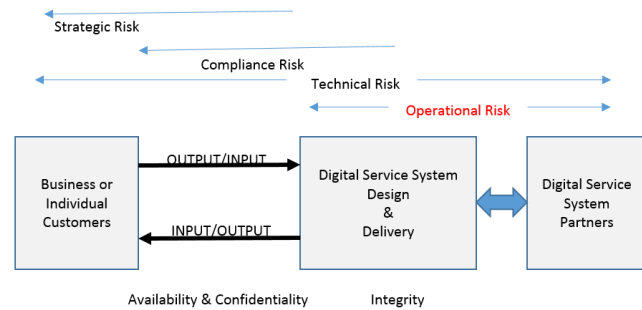 Strategic Risk
Compliance Risk
Technical Risk
Operational Risk
OUTPUT/INPUT
Business or
Individual
Customers
Digital Service System
Design
&
Delivery
Digital Service
System
Partners
INPUT/OUTPUT
Availability & Confidentiality
Integrity